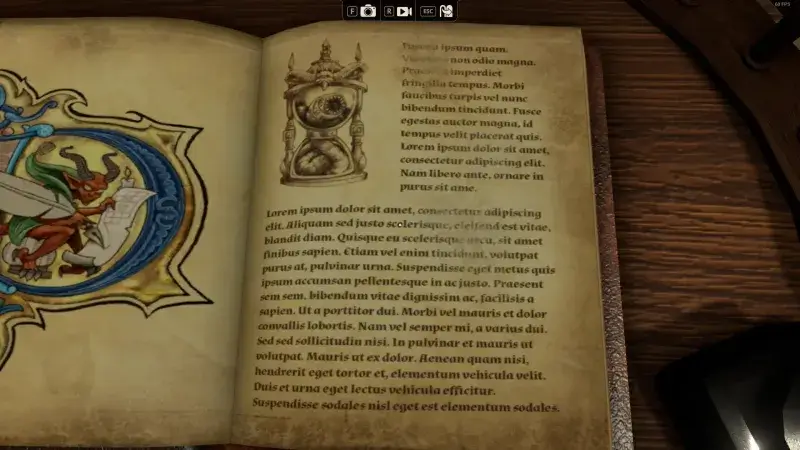 F R ESC
ipsum quam.
non odio magna.
imperdiet
fringilla tempus. Morbi
faucibus turpis vel nunc
bibendum tincidunt. Fusce
egestas auctor magna, id
tempus velit placerat quis.
Lorem ipsum dolor sit amet,
consectetur adipiscing elit.
Nam libero ante, ornare in
purus sit ame.
Lorem ipsum dolor sit amet, consectetur adipiscing
elit. Aliquam sed justo scelerisque, eleifend est vitae,
blandit diam. Quisque eu scelerisque arcu, sit amet
finibus sapien. Etiam vel enim tincidunt, volutpat
purus at, pulvinar urna. Suspendisse eget metus quis
ipsum accumsan pellentesque in ac justo. Praesent
sem sem, bibendum vitae dignissim ac, facilisis a
sapien. Ut a porttitor dui. Morbi vel mauris et dolor
convallis lobortis. Nam vel semper mi, a varius dui.
Sed sed sollicitudin nisi. In pulvinar et mauris ut
volutpat. Mauris ut ex dolor. Aenean quam nisi,
hendrerit eget tortor et, elementum vehicula velit.
Duis et urna eget lectus vehicula efficitur.
Suspendisse sodales nisl eget est elementum sodales.